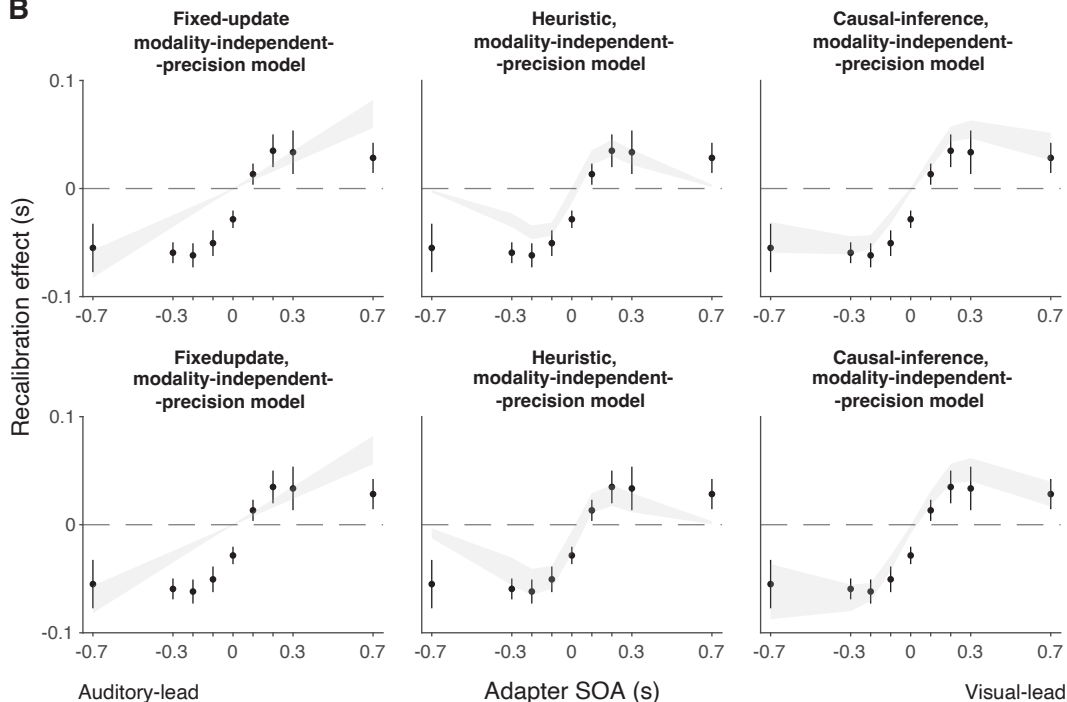 B
Fixed-update
modality-independent-
-precision model
Heuristic,
modality-independent-
-precision model
Causal-inference,
modality-independent-
-precision model
Recalibration effect (s)
0.1
0
-0.1
-0.7 -0.3 0 0.3 0.7
-0.7 -0.3 0 0.3 0.7
-0.7 -0.3 0 0.3 0.7
Fixedupdate,
modality-independent-
-precision model
Heuristic,
modality-independent-
-precision model
Causal-inference,
modality-independent-
-precision model
0.1
0
-0.1
-0.7 -0.3 0 0.3 0.7
-0.7 -0.3 0 0.3 0.7
-0.7 -0.3 0 0.3 0.7
Auditory-lead Adapter SOA (s) Visual-lead